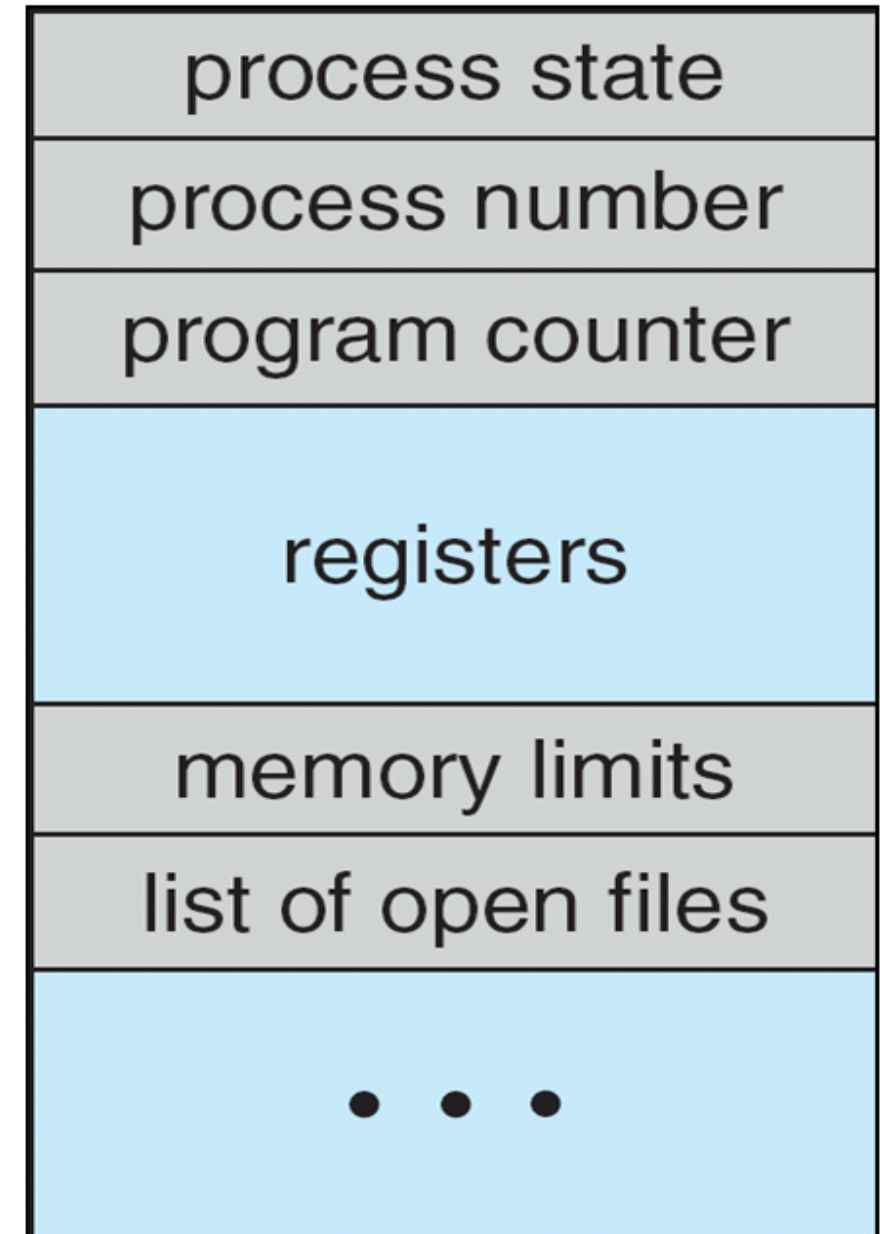 process state
process number
program counter
registers
memory limits
list of open files
• • •